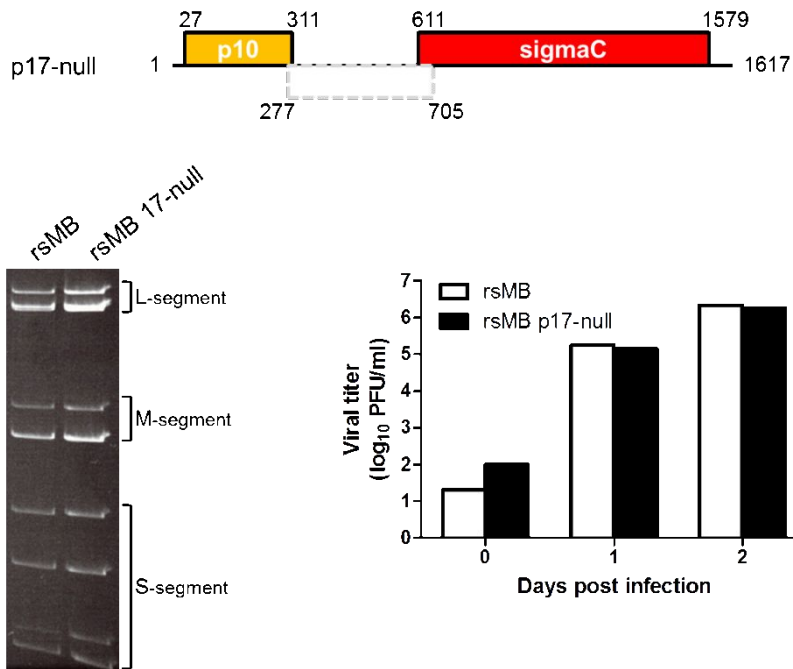 27 311 611 1579
p17-null 1 p10 sigmaC 1617
277 705
rsMB
rsMB 17-null
L-segment
M-segment
S-segment
rsMB
rsMB p17-null
Viral titer
(log10 PFU/ml)
7
6
5
4
3
2
1
0
0 1 2
Days post infection